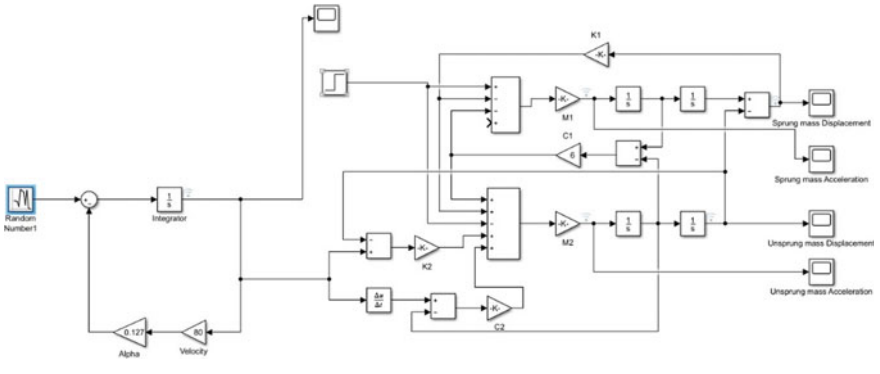 K1
-K-
-K-
M1
1
s
1
s
Sprung mass Displacement
C1
6
Sprung mass Acceleration
Random
Number1
1
s
Integrator
-K-
M2
1
s
1
s
Unsprung mass Displacement
-K-
K2
Unsprung mass Acceleration
Δu
Δt
-K-
C2
0.127
Alpha
80
Velocity